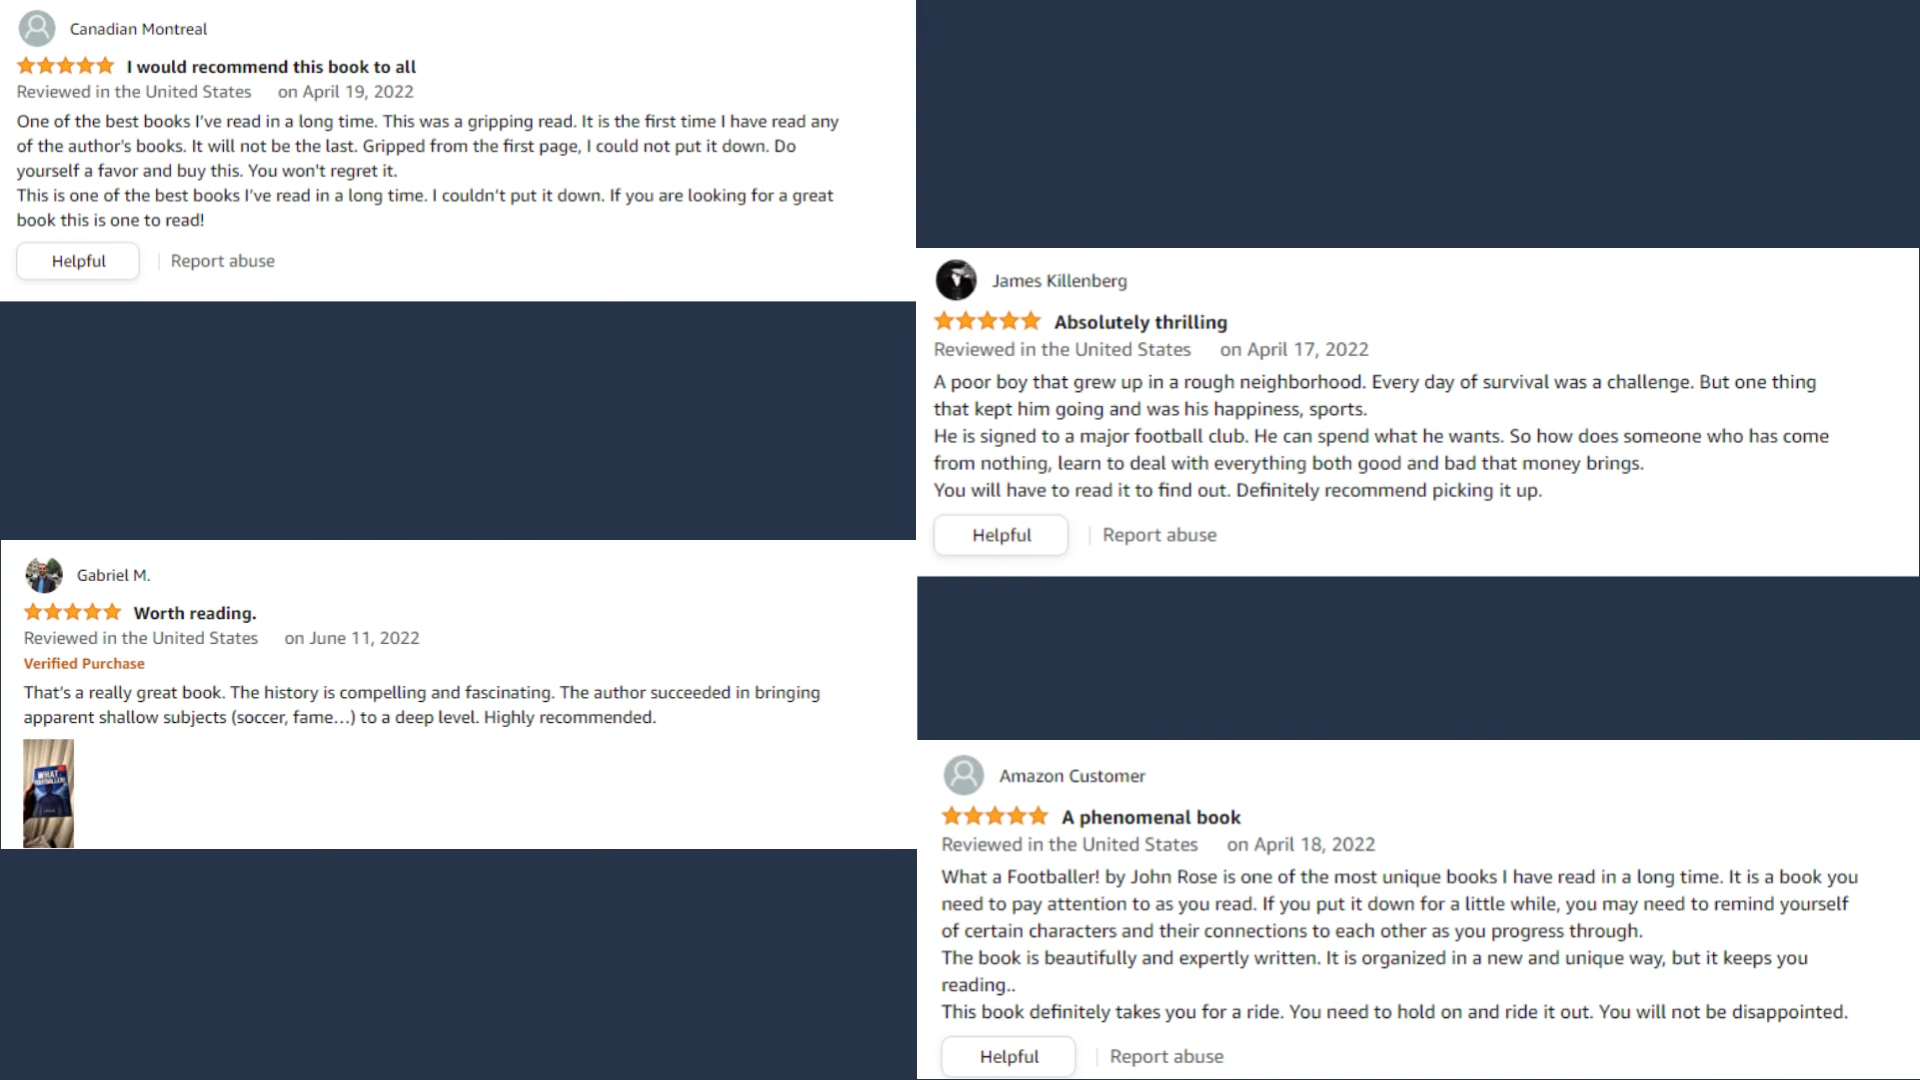 Canadian Montreal
I would recommend this book to all
Reviewed in the United States on April 19, 2022
One of the best books I've read in a long time. This was a gripping read. It is the first time I have read any
of the author's books. It will not be the last. Gripped from the first page, I could not put it down. Do
yourself a favor and buy this. You won't regret it.
This is one of the best books I've read in a long time. I couldn't put it down. If you are looking for a great
book this is one to read!
Helpful Report abuse
James Killenberg
Absolutely thrilling
Reviewed in the United States on April 17, 2022
A poor boy that grew up in a rough neighborhood. Every day of survival was a challenge. But one thing
that kept him going and was his happiness, sports.
He is signed to a major football club. He can spend what he wants. So how does someone who has come
from nothing, learn to deal with everything both good and bad that money brings.
You will have to read it to find out. Definitely recommend picking it up.
Helpful Report abuse
Gabriel M.
Worth reading.
Reviewed in the United States on June 11, 2022
Verified Purchase
That's a really great book. The history is compelling and fascinating. The author succeeded in bringing
apparent shallow subjects (soccer, fame...) to a deep level. Highly recommended.
WHAT
Amazon Customer
A phenomenal book
Reviewed in the United States on April 18, 2022
What a Footballer! by John Rose is one of the most unique books I have read in a long time. It is a book you
need to pay attention to as you read. If you put it down for a little while, you may need to remind yourself
of certain characters and their connections to each other as you progress through.
The book is beautifully and expertly written. It is organized in a new and unique way, but it keeps you
reading..
This book definitely takes you for a ride. You need to hold on and ride it out. You will not be disappointed.
Helpful Report abuse